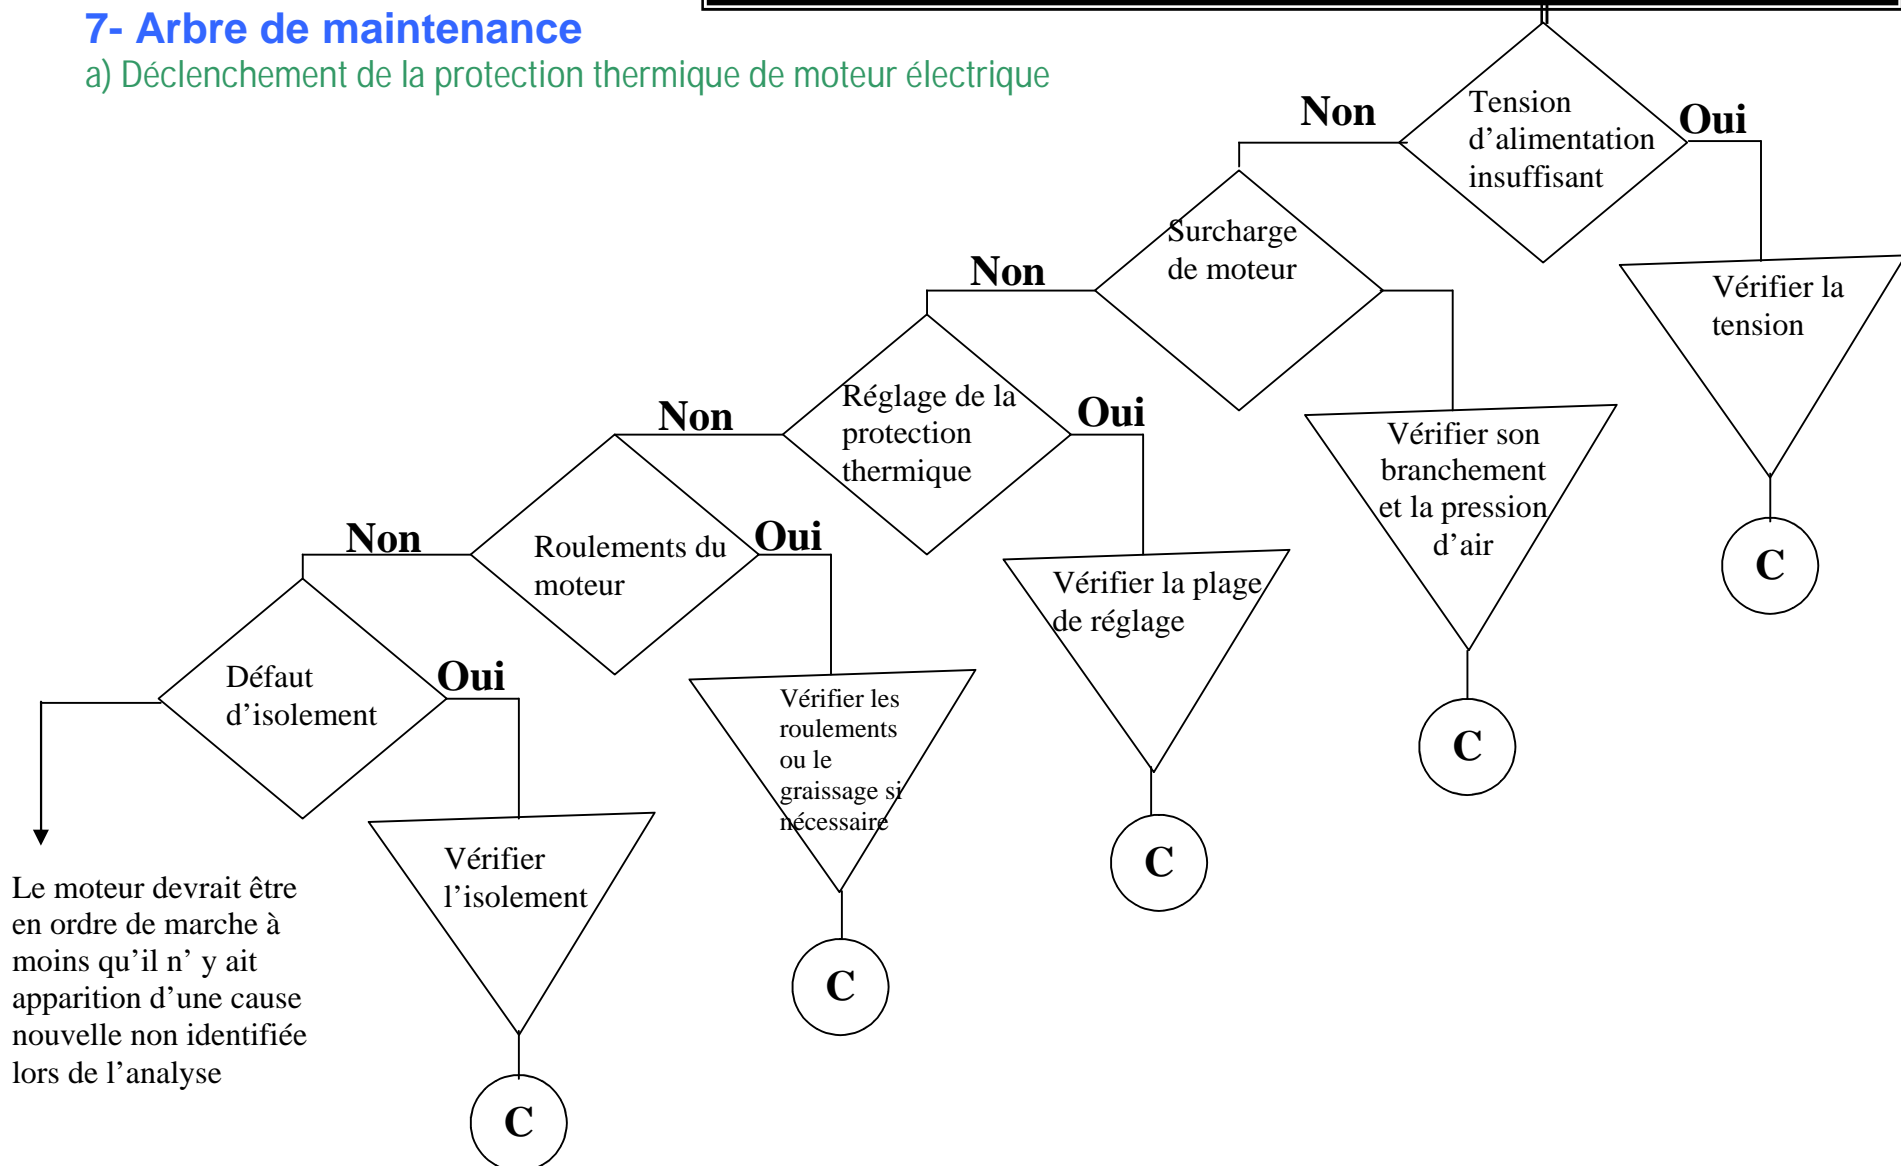 7- Arbre de maintenance
a) Déclenchement de la protection thermique de moteur électrique
Non
Tension
d’alimentation
insuffisant
Oui
Vérifier la
tension
C
Non
Surcharge
de moteur
Vérifier son
branchement
et la pression
d’air
C
Non
Réglage de la
protection
thermique
Oui
Vérifier la plage
de réglage
C
Non
Roulements du
moteur
Oui
Vérifier les
roulements
ou le
graissage si
nécessaire
C
Défaut
d’isolement
Oui
Vérifier
l’isolement
C
Le moteur devrait être
en ordre de marche à
moins qu’il n’ y ait
apparition d’une cause
nouvelle non identifiée
lors de l’analyse